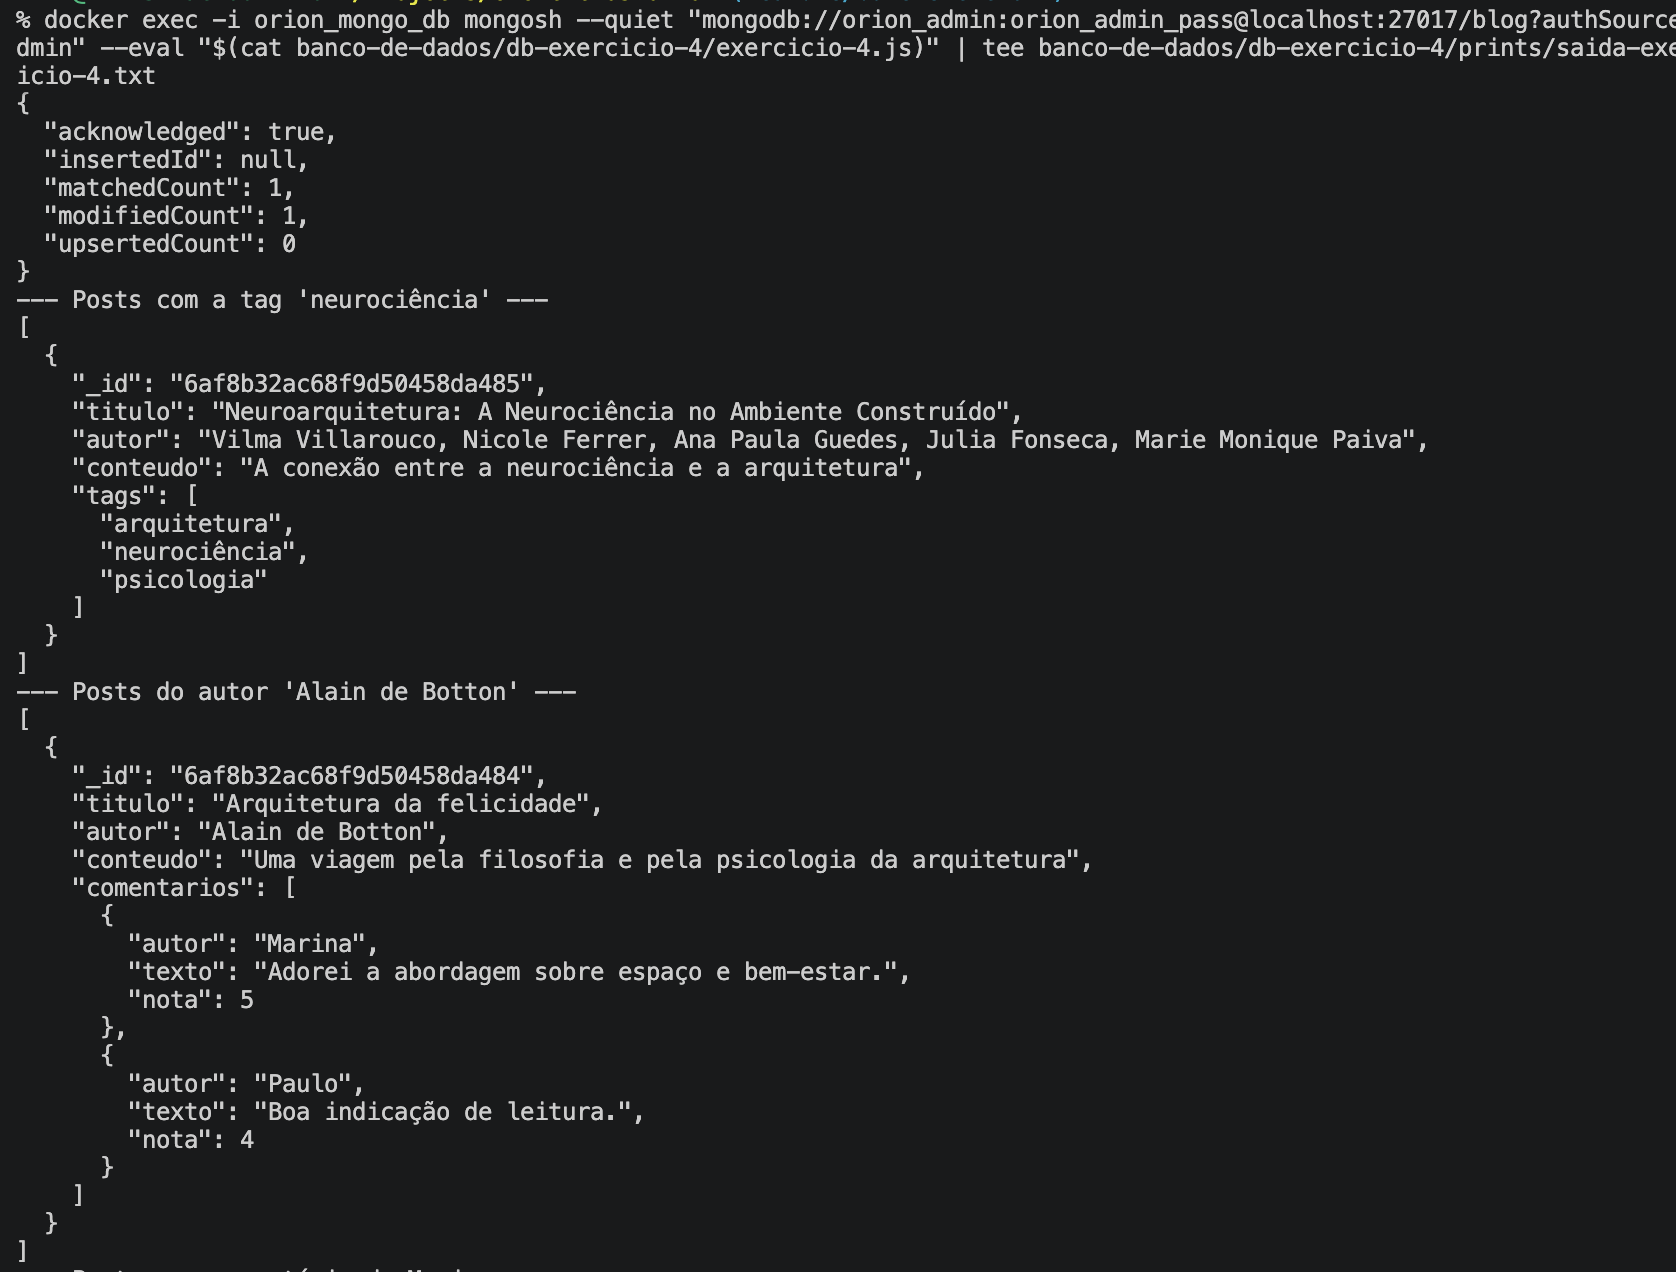 % docker exec -i orion_mongo_db mongosh --quiet "mongodb://orion_admin:orion_admin_pass@localhost:27017/blog?authSource
dmin" --eval "$(cat banco-de-dados/db-exercicio-4/exercicio-4.js)" | tee banco-de-dados/db-exercicio-4/prints/saida-exe
icio-4.txt
{
"acknowledged": true,
"insertedId": null,
"matchedCount": 1,
"modifiedCount": 1,
"upsertedCount": 0
}
--- Posts com a tag 'neurociência' ---
[
{
"_id": "6af8b32ac68f9d50458da485",
"titulo": "Neuroarquitetura: A Neurociência no Ambiente Construído",
"autor": "Vilma Villarouco, Nicole Ferrer, Ana Paula Guedes, Julia Fonseca, Marie Monique Paiva",
"conteudo": "A conexão entre a neurociência e a arquitetura",
"tags": [
"arquitetura",
"neurociência",
"psicologia"
]
}
]
--- Posts do autor 'Alain de Botton' ---
[
{
"_id": "6af8b32ac68f9d50458da484",
"titulo": "Arquitetura da felicidade",
"autor": "Alain de Botton",
"conteudo": "Uma viagem pela filosofia e pela psicologia da arquitetura",
"comentarios": [
{
"autor": "Marina",
"texto": "Adorei a abordagem sobre espaço e bem-estar.",
"nota": 5
},
{
"autor": "Paulo",
"texto": "Boa indicação de leitura.",
"nota": 4
}
]
}
]